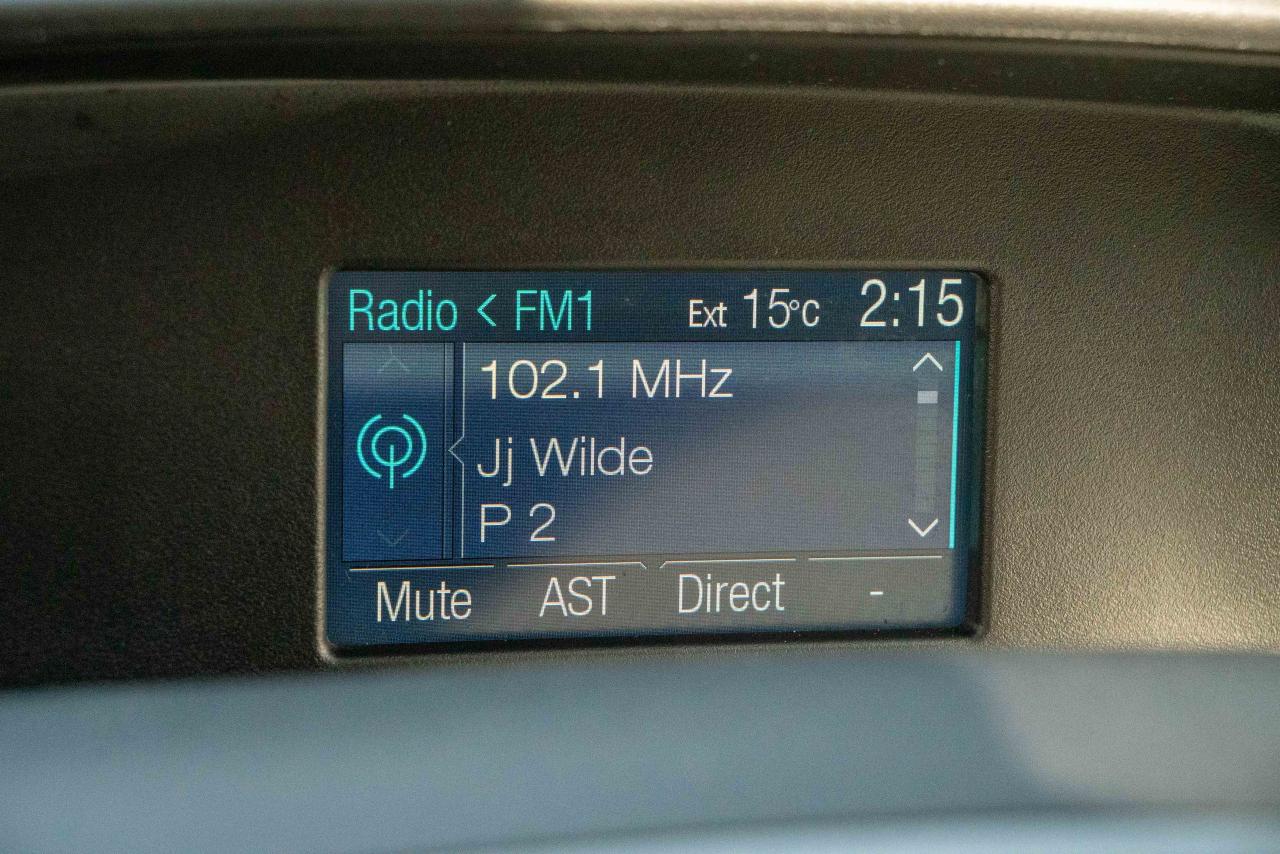 Radio < FM1 Ext 15°C 2:15
102.1 MHz
Jj Wilde
P 2
Mute AST Direct -